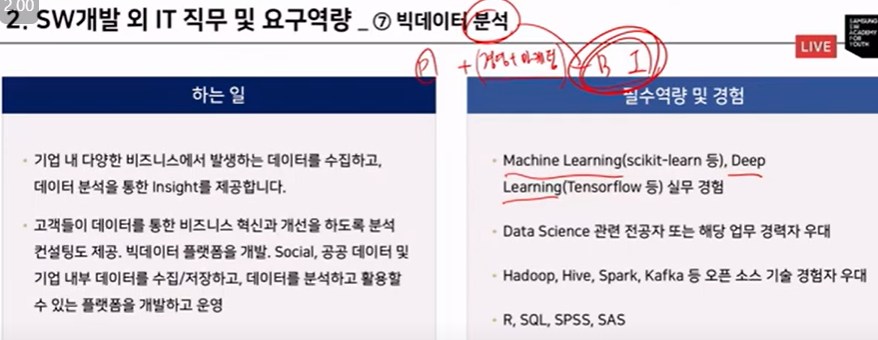 2.00
2. SW개발 외 IT 직무 및 요구역량 _ ⑦ 빅데이터 분석
SAMSUNG
SW
ACADEMY
FOR
YOUTH
LIVE
+ (경영+마케팅) + B I
하는 일
필수역량 및 경험
• 기업 내 다양한 비즈니스에서 발생하는 데이터를 수집하고,
데이터 분석을 통한 Insight를 제공합니다.
• 고객들이 데이터를 통한 비즈니스 혁신과 개선을 하도록 분석
컨설팅도 제공. 빅데이터 플랫폼을 개발. Social, 공공 데이터 및
기업 내부 데이터를 수집/저장하고, 데이터를 분석하고 활용할
수 있는 플랫폼을 개발하고 운영
• Machine Learning(scikit-learn 등), Deep
Learning(Tensorflow 등) 실무 경험
• Data Science 관련 전공자 또는 해당 업무 경력자 우대
• Hadoop, Hive, Spark, Kafka 등 오픈 소스 기술 경험자 우대
• R, SQL, SPSS, SAS